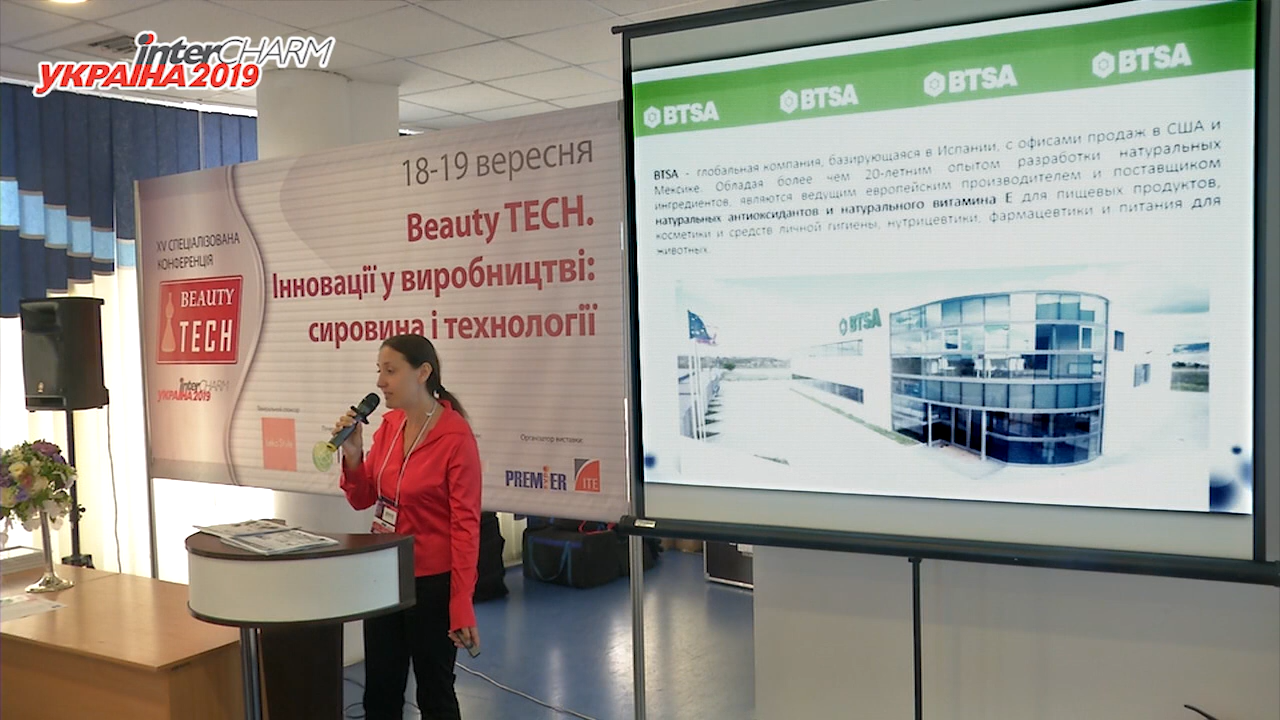 interCHARM
УКРАЇНА 2019
18-19 вересня
Beauty TECH.
Інновації у виробництві:
сировина і технології
XV СПЕЦІАЛІЗОВАНА
КОНФЕРЕНЦІЯ
BEAUTY
TECH
interCHARM
УКРАЇНА 2019
Організатор виставки:
PREMIER
ITE
BTSA BTSA BTSA BTSA
BTSA - глобальная компания, базирующаяся в Испании, с офисами продаж в США и
Мексике. Обладая более чем 20-летним опытом разработки натуральных
ингредиентов, являются ведущим европейским производителем и поставщиком
натуральных антиоксидантов и натурального витамина Е для пищевых продуктов,
косметики и средств личной гигиены, нутрицевтики, фармацевтики и питания для
животных.
BTSA